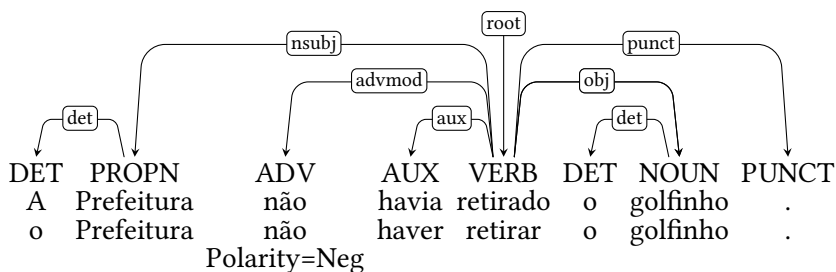 root
nsubj punct
advmod obj
det aux det
DET PROPN ADV AUX VERB DET NOUN PUNCT
A Prefeitura não havia retirado o golfinho .
o Prefeitura não haver retirar o golfinho .
Polarity=Neg